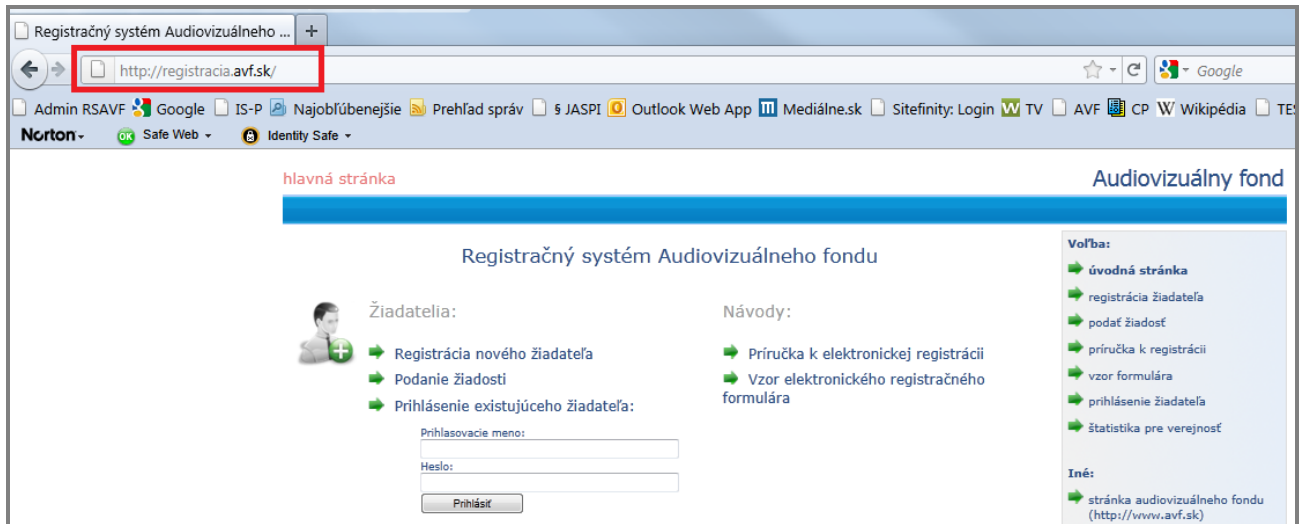 Registračný systém Audiovizuálneho ... +
http://registracia.avf.sk/
Google
Admin RSAVF Google IS-P Najobľúbenejšie Prehľad správ § JASPI Outlook Web App Mediálne.sk Sitefinity: Login TV AVF CP Wikipédia
Norton Safe Web Identity Safe
hlavná stránka
Audiovizuálny fond
Registračný systém Audiovizuálneho fondu
Žiadatelia:
Registrácia nového žiadateľa
Podanie žiadosti
Prihlásenie existujúceho žiadateľa:
Prihlasovacie meno:
Heslo:
Prihlásiť
Návody:
Príručka k elektronickej registrácii
Vzor elektronického registračného
formulára
Voľba:
úvodná stránka
registrácia žiadateľa
podať žiadosť
príručka k registrácii
vzor formulára
prihlásenie žiadateľa
štatistika pre verejnosť
Iné:
stránka audiovizuálneho fondu
(http://www.avf.sk)